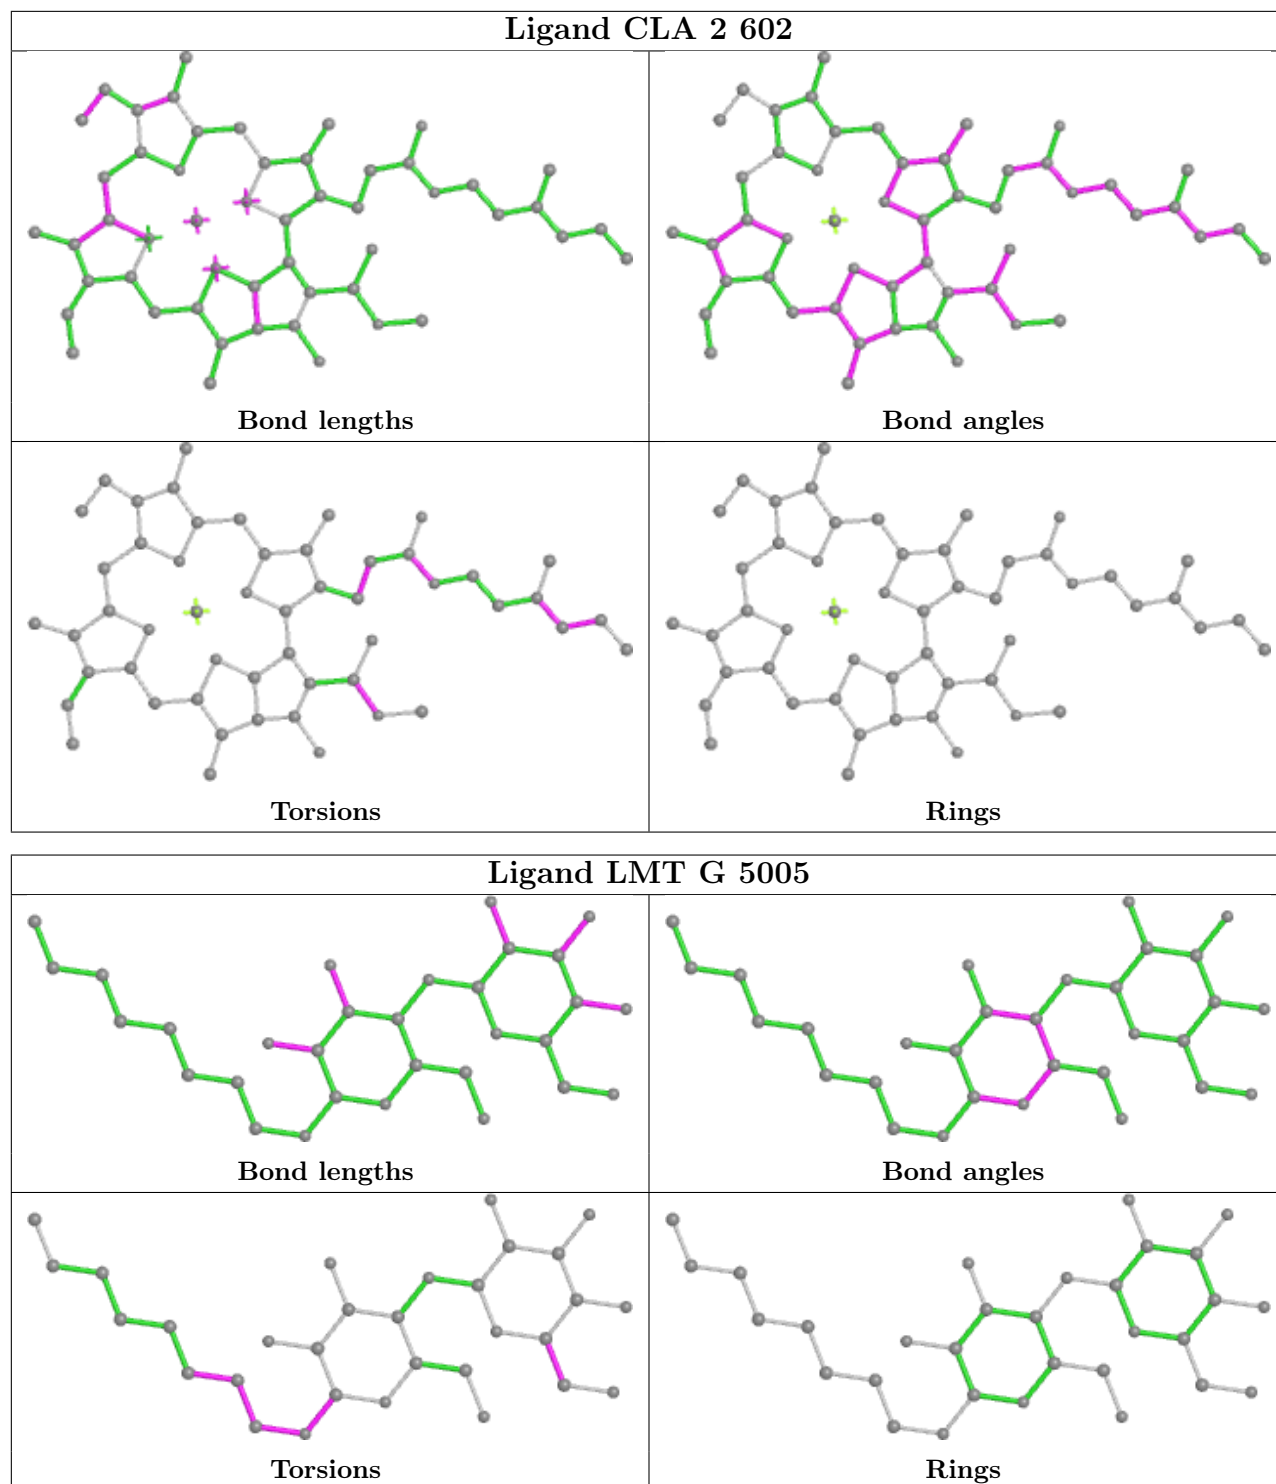 Ligand CLA 2 602
Bond lengths
Bond angles
Torsions
Rings
Ligand LMT G 5005
Bond lengths
Bond angles
Torsions
Rings